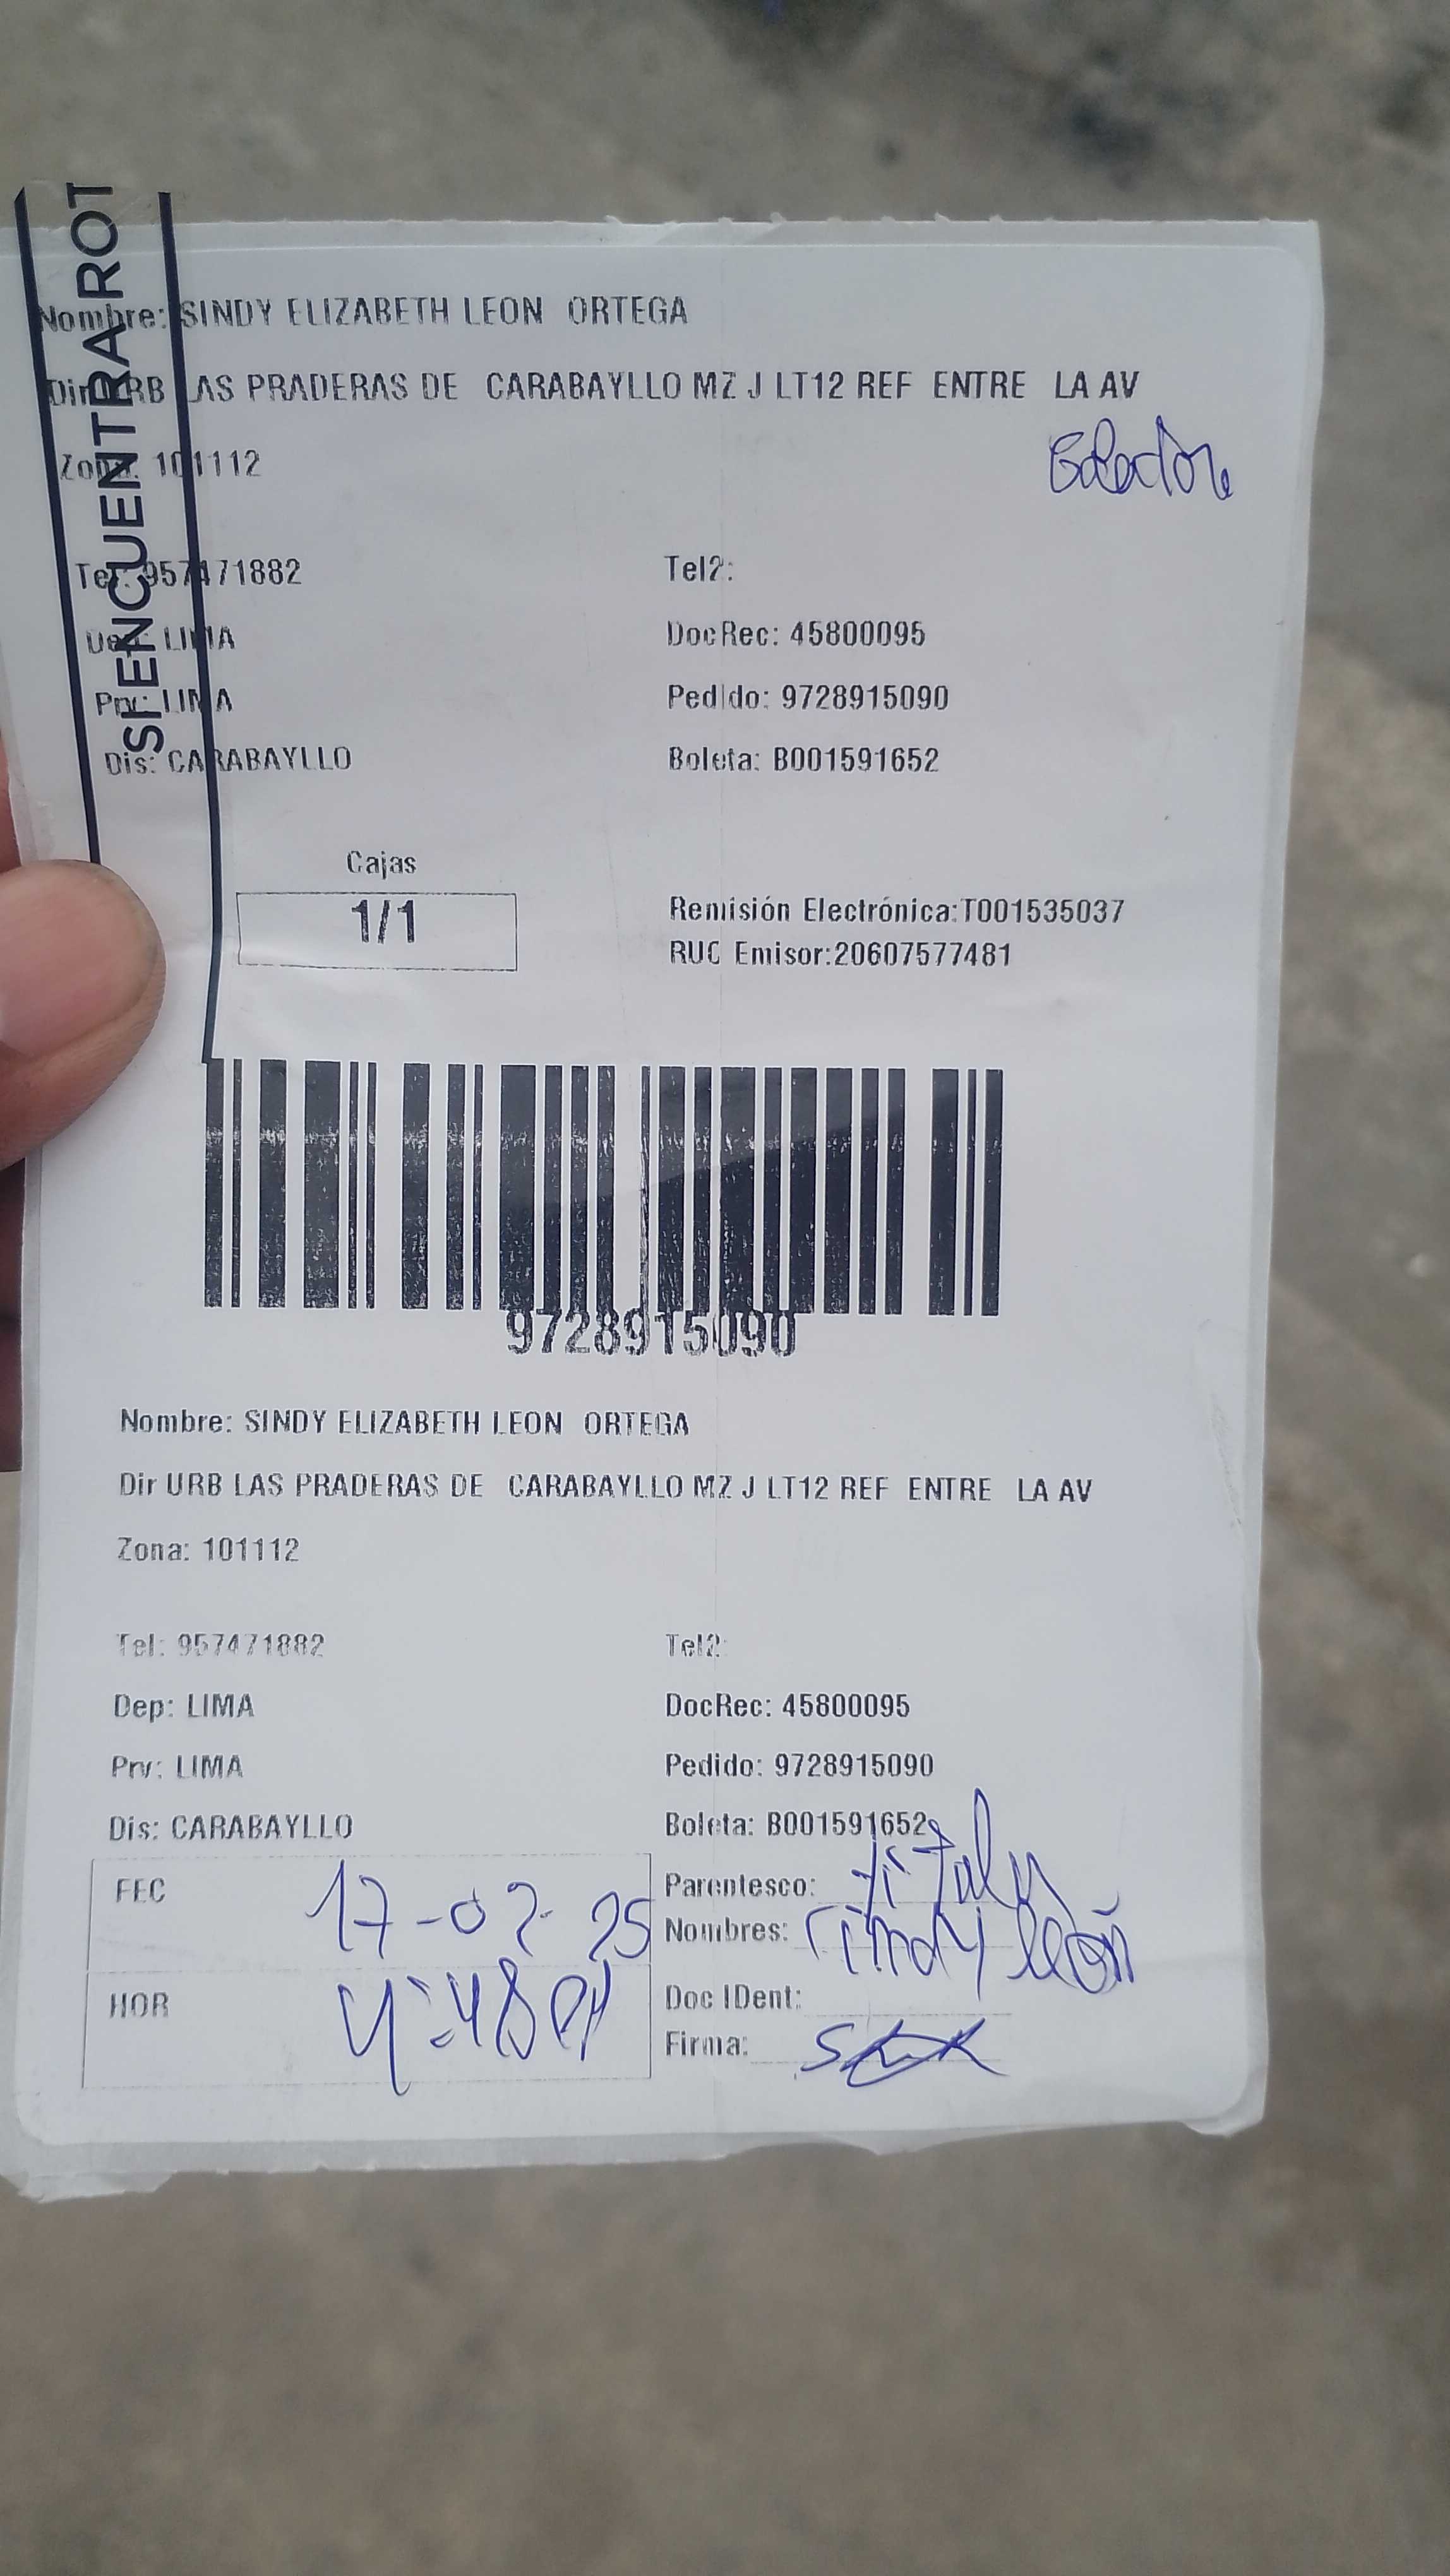 SI ENCUENTRA ROT
Nombre: SINDY ELIZABETH LEON ORTEGA
Dir URB LAS PRADERAS DE CARABAYLLO MZ J LT12 REF ENTRE LA AV
Zona: 101112
Tel: 957471882 Tel2:
Dep: LIMA DocRec: 45800095
Prv: LIMA Pedido: 9728915090
Dis: CARABAYLLO Boleta: B001591652
Cajas
1/1
Remisión Electrónica:T001535037
RUC Emisor:20607577481
9728915090
Nombre: SINDY ELIZABETH LEON ORTEGA
Dir URB LAS PRADERAS DE CARABAYLLO MZ J LT12 REF ENTRE LA AV
Zona: 101112
Tel: 957471882 Tel2:
Dep: LIMA DocRec: 45800095
Prv: LIMA Pedido: 9728915090
Dis: CARABAYLLO Boleta: B001591652
FEC 17-02-25 Parentesco: titular
Nombres: Sindy león
HOR 4:48 PM Doc IDent:
Firma: